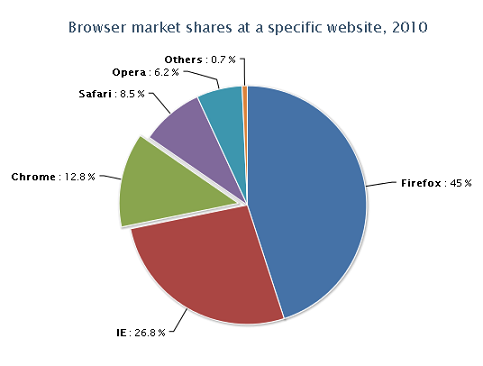 Browser market shares at a specific website, 2010
Others : 0.7 %
Opera : 6.2 %
Safari : 8.5 %
Chrome : 12.8 %
Firefox : 45 %
IE : 26.8 %